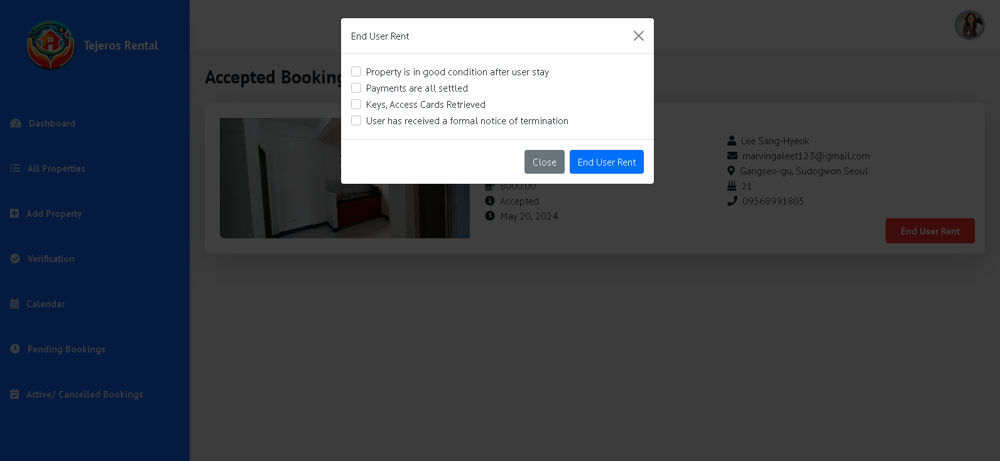 Tejeros Rental
Dashboard
All Properties
Add Property
Verification
Calendar
Pending Bookings
Active/ Cancelled Bookings
Accepted Booking
End User Rent
Property is in good condition after user stay
Payments are all settled
Keys, Access Cards Retrieved
User has received a formal notice of termination
Close
End User Rent
8000.00
Accepted
May 20, 2024
Lee Sang-Hyeok
marvingaleet123@gmail.com
Gangseo-gu, Sudogwon Seoul
21
09568991805
End User Rent